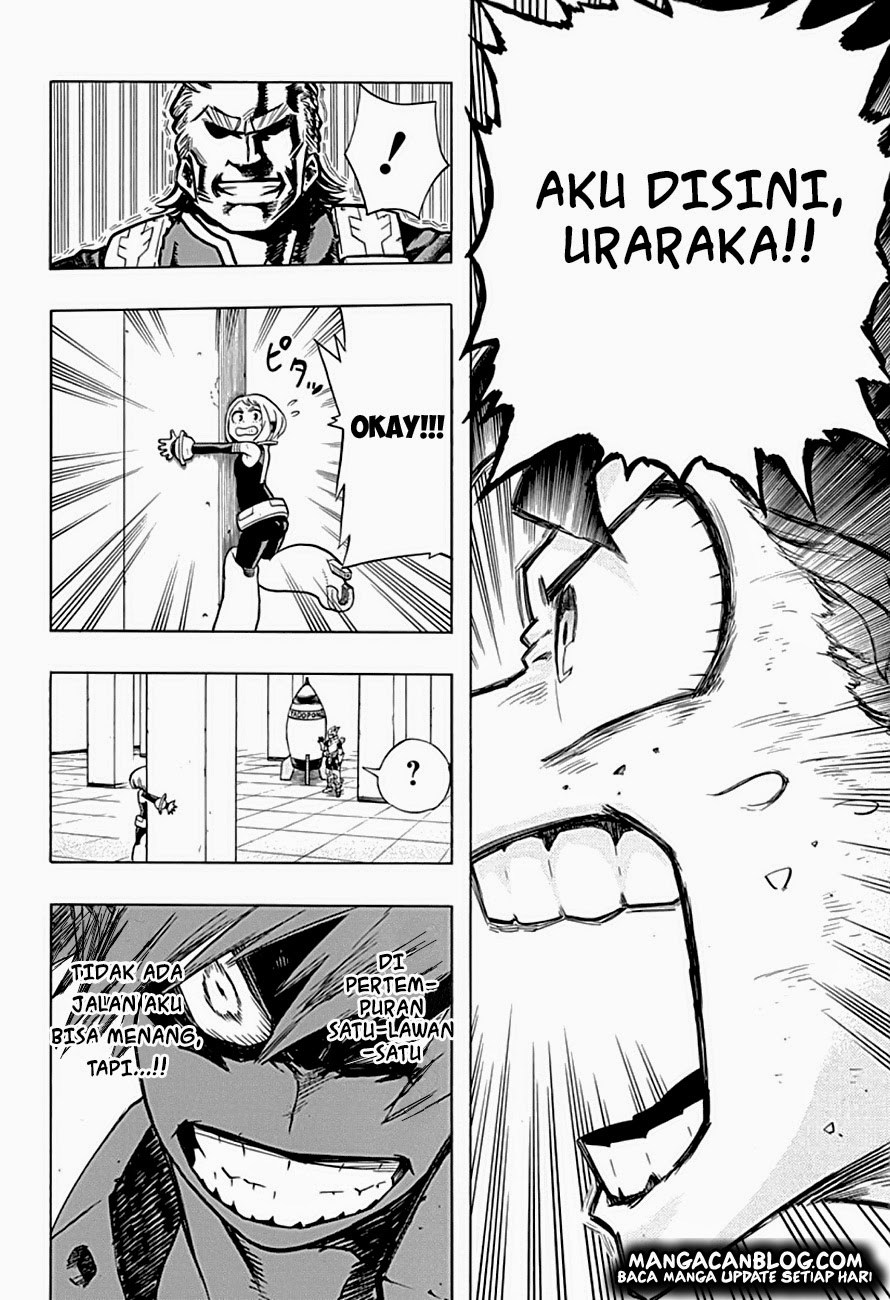 AKU DISINI,
URARAKA!!
!
ピタッ
OKAY!!!
?
DI
PERTEM-
PURAN
SATU-LAWAN
-SATU
TIDAK ADA
JALAN AKU
BISA MENANG,
TAPI...!!
MANGACANBLOG.COM
BACA MANGA UPDATE SETIAP HARI